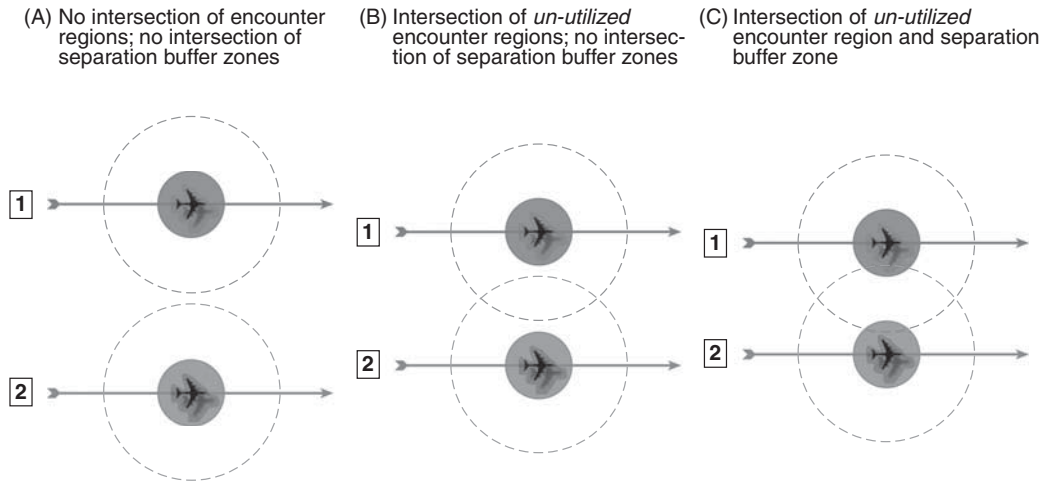 (A) No intersection of encounter
regions; no intersection of
separation buffer zones
(B) Intersection of un-utilized
encounter regions; no intersec-
tion of separation buffer zones
(C) Intersection of un-utilized
encounter region and separation
buffer zone
1
2
1
2
1
2